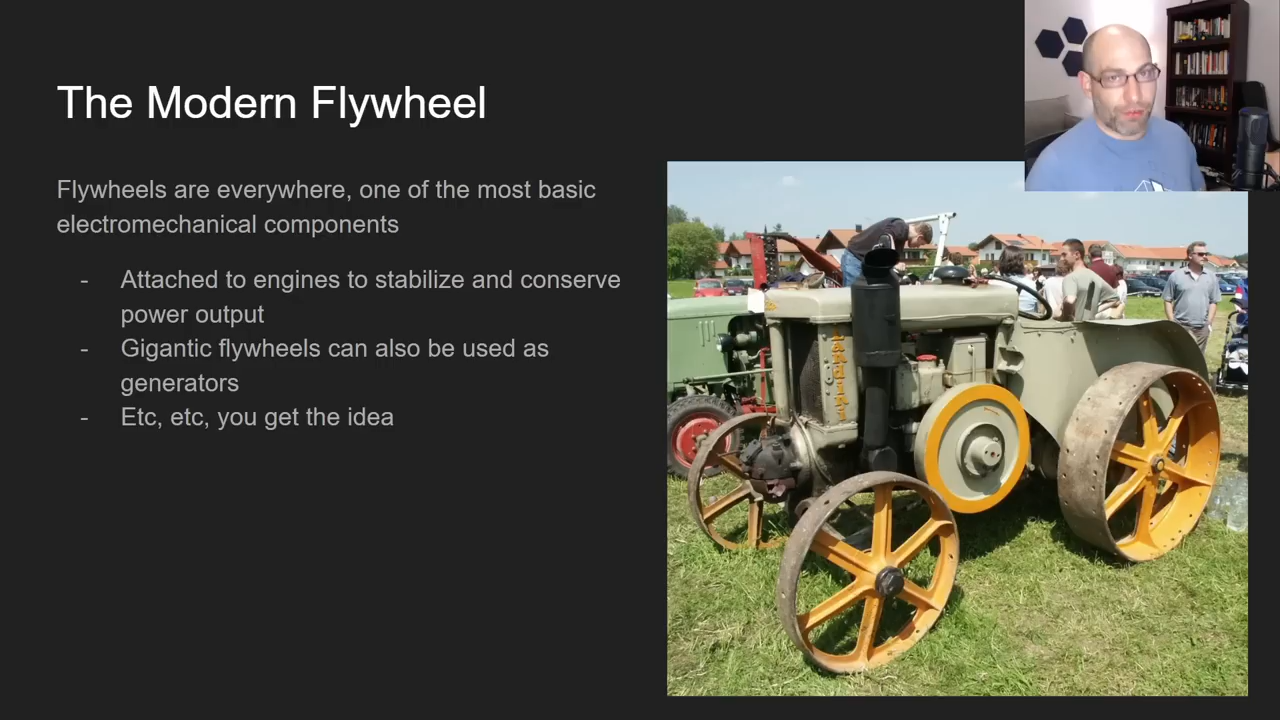 The Modern Flywheel
Flywheels are everywhere, one of the most basic
electromechanical components
- Attached to engines to stabilize and conserve
power output
- Gigantic flywheels can also be used as
generators
- Etc, etc, you get the idea
LANDINI